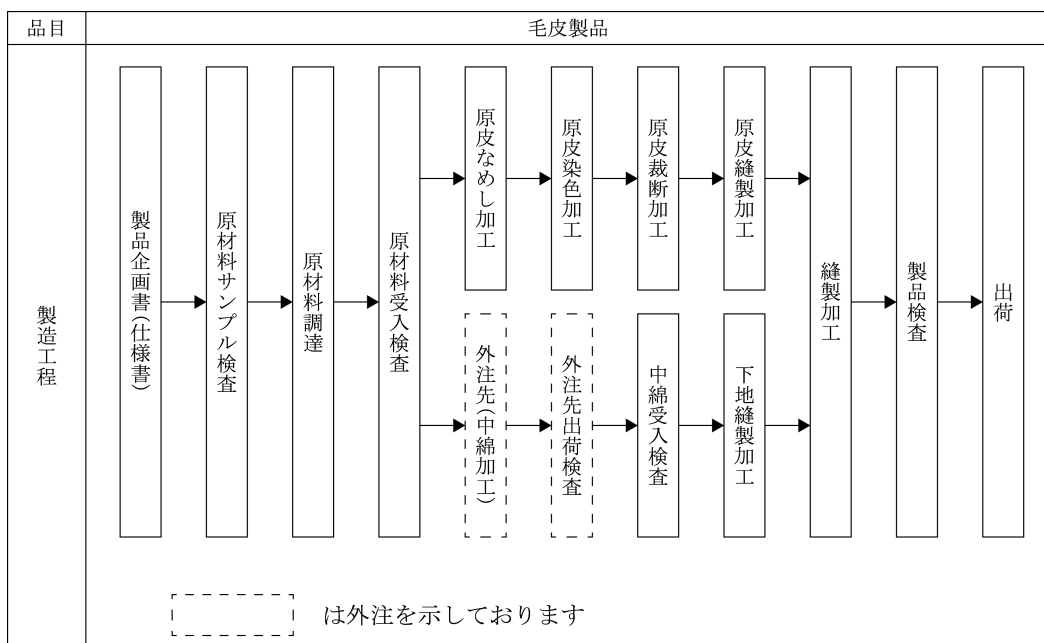 品目
毛皮製品
製造工程
製品企画書(仕様書)
原材料サンプル検査
原材料調達
原材料受入検査
原皮なめし加工
原皮染色加工
原皮裁断加工
原皮縫製加工
外注先(中綿加工)
外注先出荷検査
中綿受入検査
下地縫製加工
縫製加工
製品検査
出荷
は外注を示しております